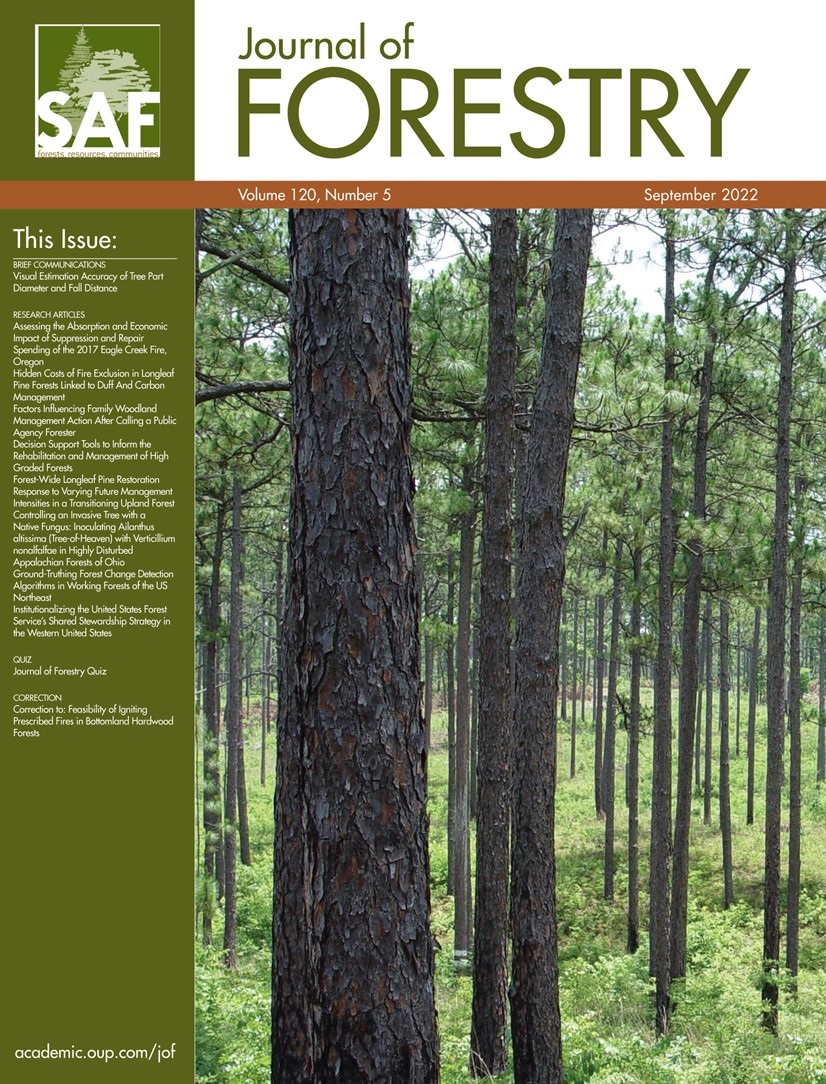 SAF
forests. resources. communities
Journal of
FORESTRY
Volume 120, Number 5
September 2022
This Issue:
BRIEF COMMUNICATIONS
Visual Estimation Accuracy of Tree Part
Diameter and Fall Distance
RESEARCH ARTICLES
Assessing the Absorption and Economic
Impact of Suppression and Repair
Spending of the 2017 Eagle Creek Fire,
Oregon
Hidden Costs of Fire Exclusion in Longleaf
Pine Forests Linked to Duff And Carbon
Management
Factors Influencing Family Woodland
Management Action After Calling a Public
Agency Forester
Decision Support Tools to Inform the
Rehabilitation and Management of High
Graded Forests
Forest-Wide Longleaf Pine Restoration
Response to Varying Future Management
Intensities in a Transitioning Upland Forest
Controlling an Invasive Tree with a
Native Fungus: Inoculating Ailanthus
altissima (Tree-of-Heaven) with Verticillium
nonalfalfae in Highly Disturbed
Appalachian Forests of Ohio
Ground-Truthing Forest Change Detection
Algorithms in Working Forests of the US
Northeast
Institutionalizing the United States Forest
Service's Shared Stewardship Strategy in
the Western United States
QUIZ
Journal of Forestry Quiz
CORRECTION
Correction to: Feasibility of Igniting
Prescribed Fires in Bottomland Hardwood
Forests
academic.oup.com/jof